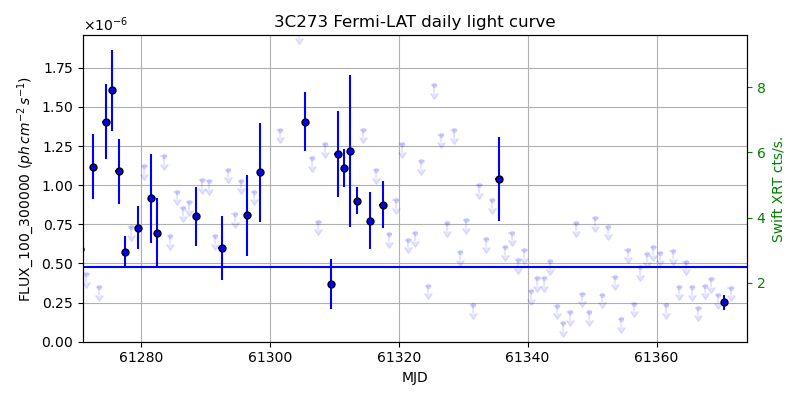 3C273 Fermi-LAT daily light curve
×10⁻⁶
1.75
1.50
1.25
1.00
0.75
0.50
0.25
0.00
FLUX_100_300000 (ph cm⁻² s⁻¹)
8
6
4
2
Swift XRT cts/s.
61280 61300 61320 61340 61360
MJD